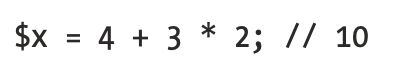 $x = 4 + 3 * 2; // 10